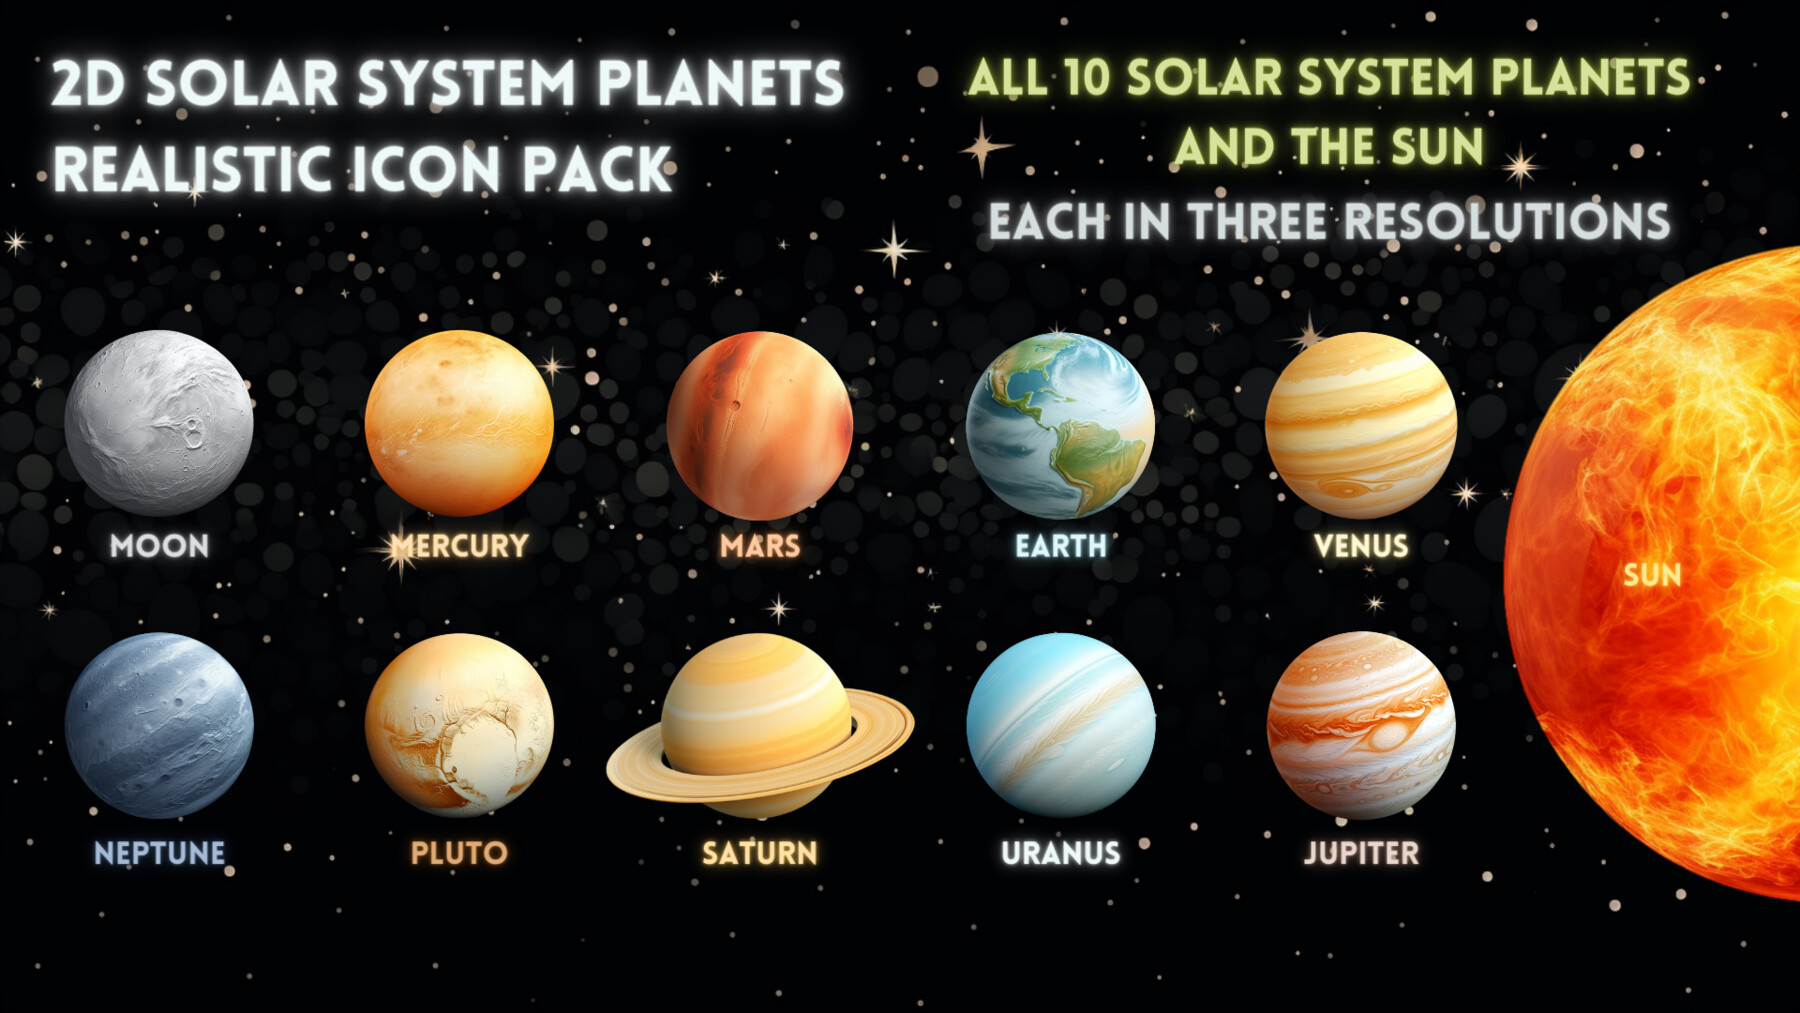 2D SOLAR SYSTEM PLANETS
REALISTIC ICON PACK
ALL 10 SOLAR SYSTEM PLANETS
AND THE SUN
EACH IN THREE RESOLUTIONS
MOON
MERCURY
MARS
EARTH
VENUS
SUN
NEPTUNE
PLUTO
SATURN
URANUS
JUPITER